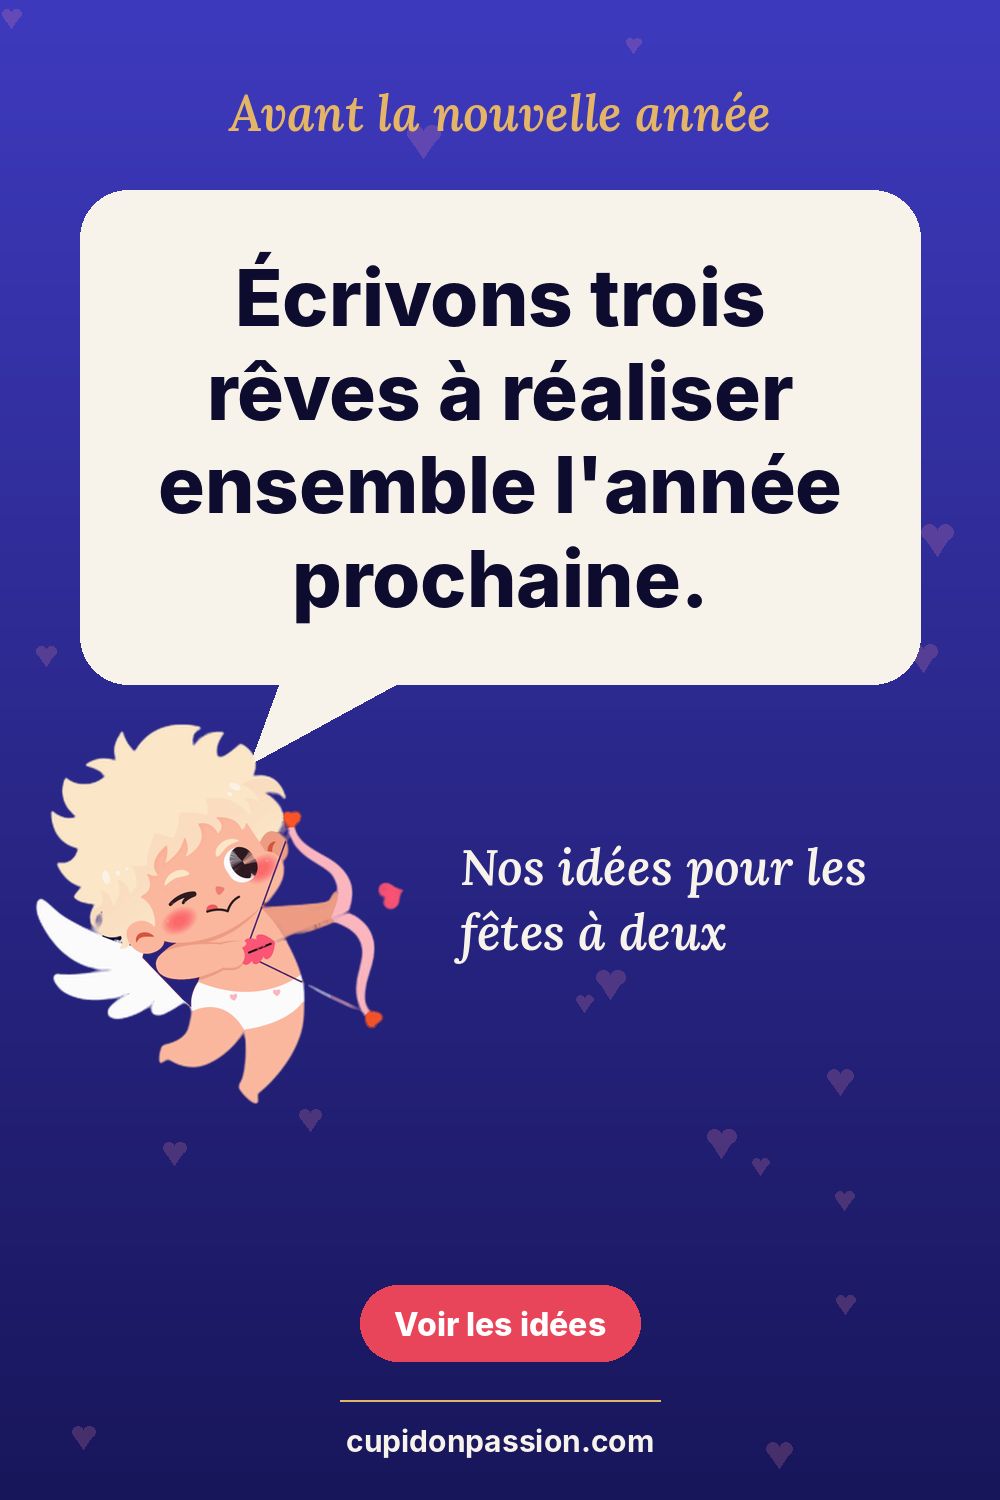 Avant la nouvelle année
Écrivons trois
rêves à réaliser
ensemble l'année
prochaine.
Nos idées pour les
fêtes à deux
Voir les idées
cupidonpassion.com